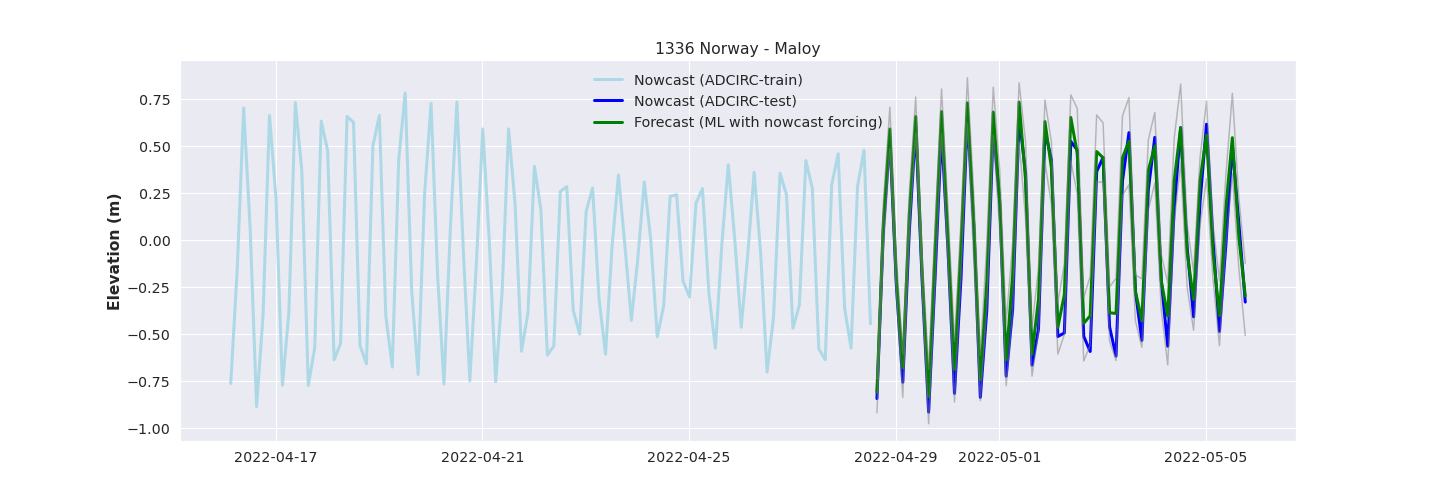 1336 Norway - Maloy
Nowcast (ADCIRC-train)
Nowcast (ADCIRC-test)
Forecast (ML with nowcast forcing)
Elevation (m)
0.75
0.50
0.25
0.00
−0.25
−0.50
−0.75
−1.00
2022-04-17 2022-04-21 2022-04-25 2022-04-29 2022-05-01 2022-05-05